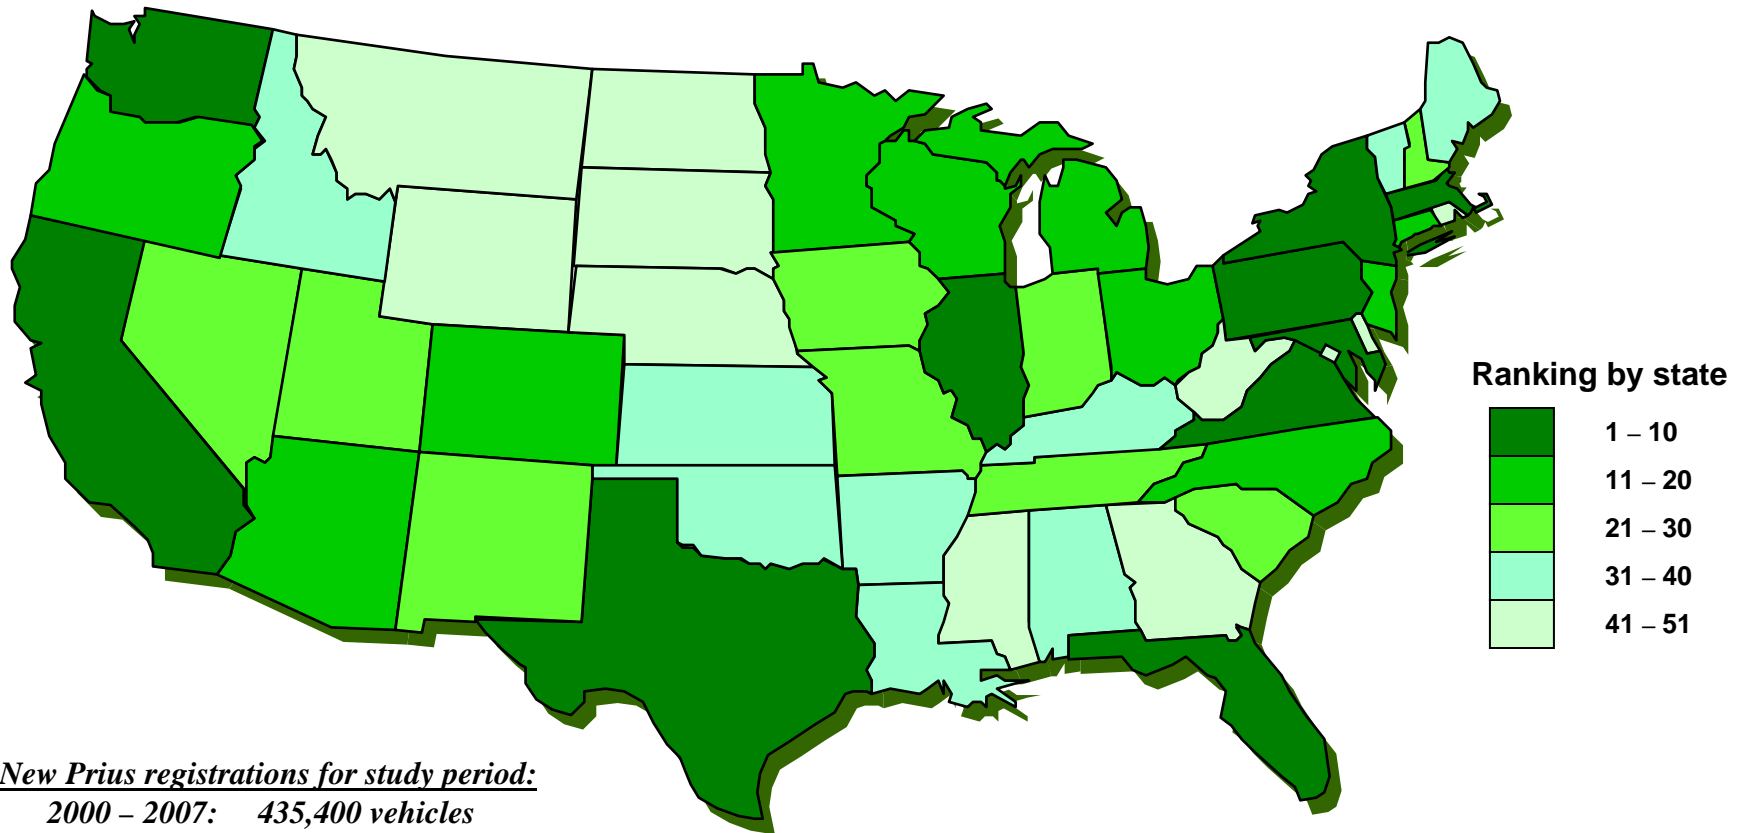 Ranking by state
1 – 10
11 – 20
21 – 30
31 – 40
41 – 51
New Prius registrations for study period:
2000 – 2007: 435,400 vehicles